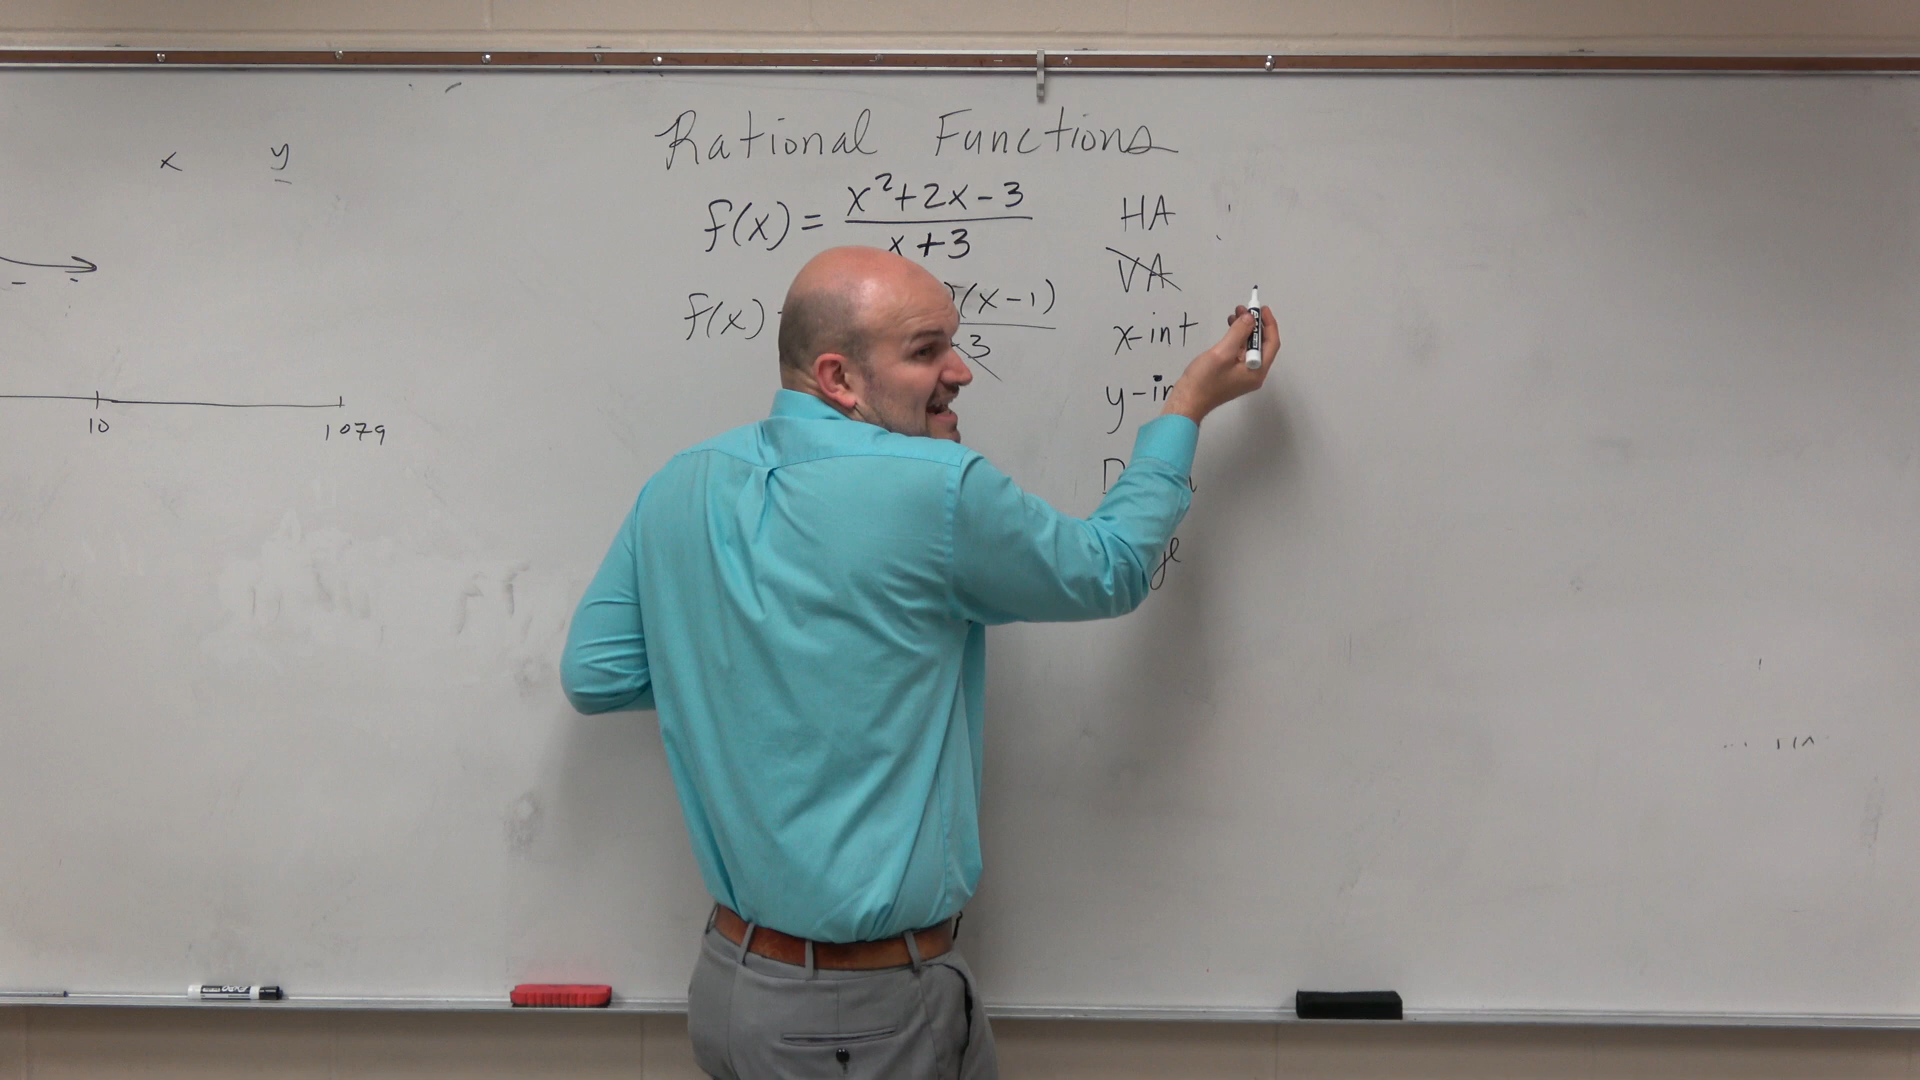 x y
Rational Functions
f(x) = x²+2x-3 / x+3
HA
VA
f(x) (x-1)
3
x-int
y-in
10 1079